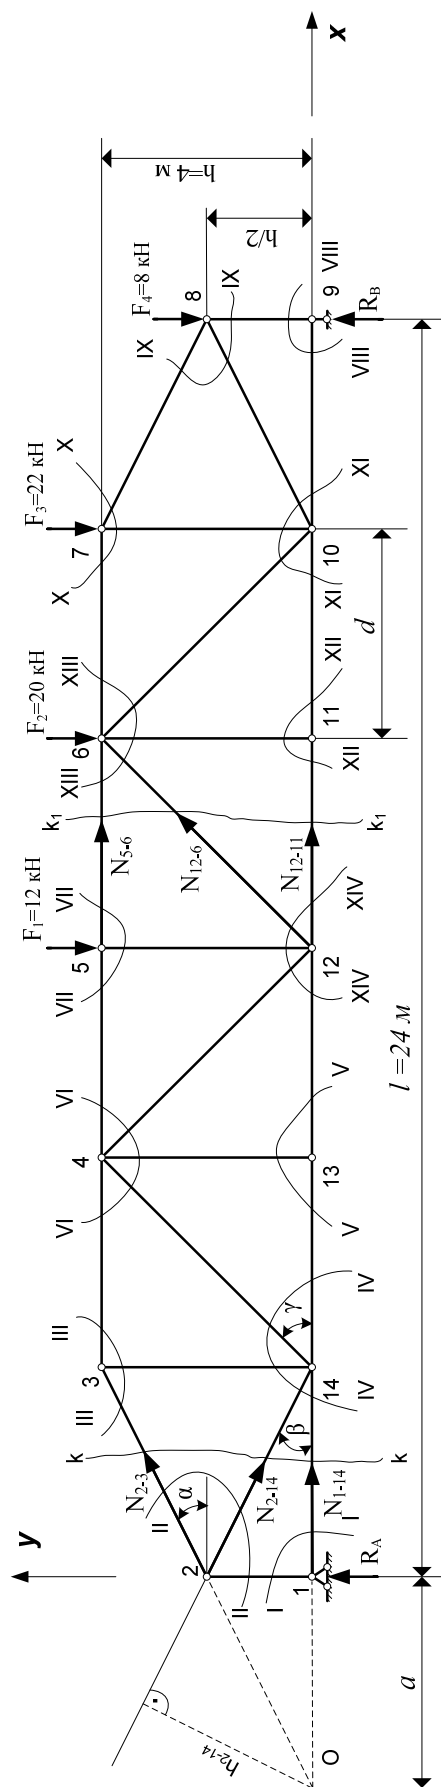 y
x
F₁=12 кН
F₂=20 кН
F₃=22 кН
F₄=8 кН
h=4 м
h/2
III
III
VI
VI
VII
VII
XIII
XIII
X
X
IX
IX
3
4
5
6
7
8
k
k₁
N₅₋₆
N₂₋₃
N₁₂₋₆
II
II
α
2
N₂₋₁₄
β
γ
h₂₋₁₄
O
I
I
1
N₁₋₁₄
14
13
12
N₁₂₋₁₁
11
10
9
IV
IV
V
V
XIV
XIV
XII
XII
XI
XI
VIII
VIII
k
k₁
R_A
R_B
d
a
l =24 м